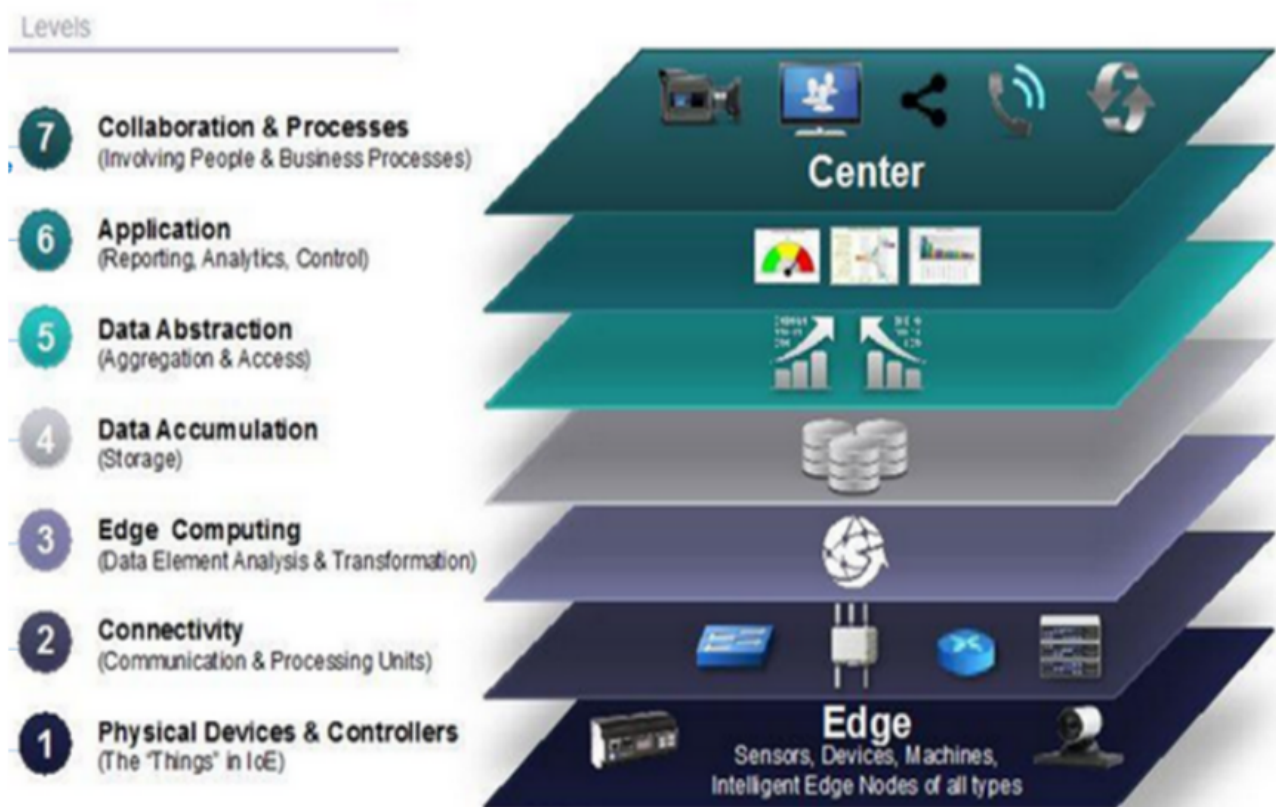 Levels
7
Collaboration & Processes
(Involving People & Business Processes)
6
Application
(Reporting, Analytics, Control)
5
Data Abstraction
(Aggregation & Access)
4
Data Accumulation
(Storage)
3
Edge Computing
(Data Element Analysis & Transformation)
2
Connectivity
(Communication & Processing Units)
1
Physical Devices & Controllers
(The "Things" in IoE)
Center
Edge
Sensors, Devices, Machines,
Intelligent Edge Nodes of all types